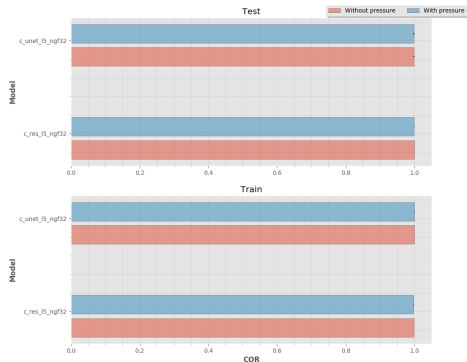 Test
Without pressure With pressure
c_unet_l5_ngf32
Model
c_res_l5_ngf32
0.0 0.2 0.4 0.6 0.8 1.0
Train
c_unet_l5_ngf32
Model
c_res_l5_ngf32
0.0 0.2 0.4 0.6 0.8 1.0
COR